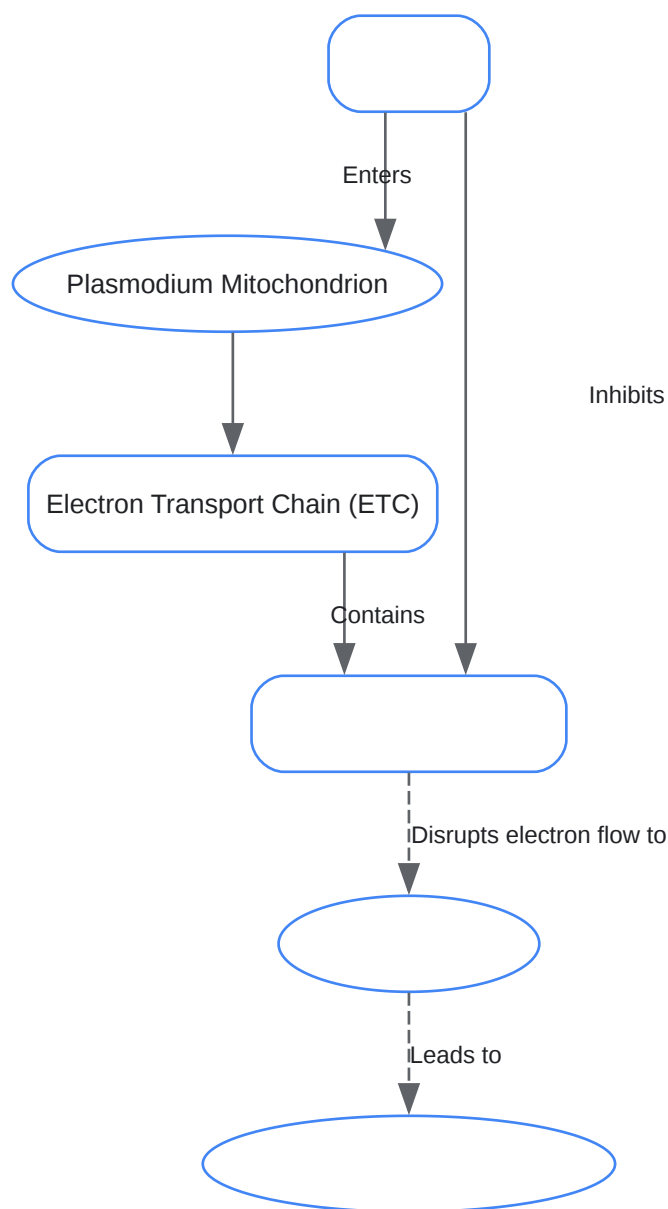 Enters
Plasmodium Mitochondrion
Inhibits
Electron Transport Chain (ETC)
Contains
Disrupts electron flow to
Leads to